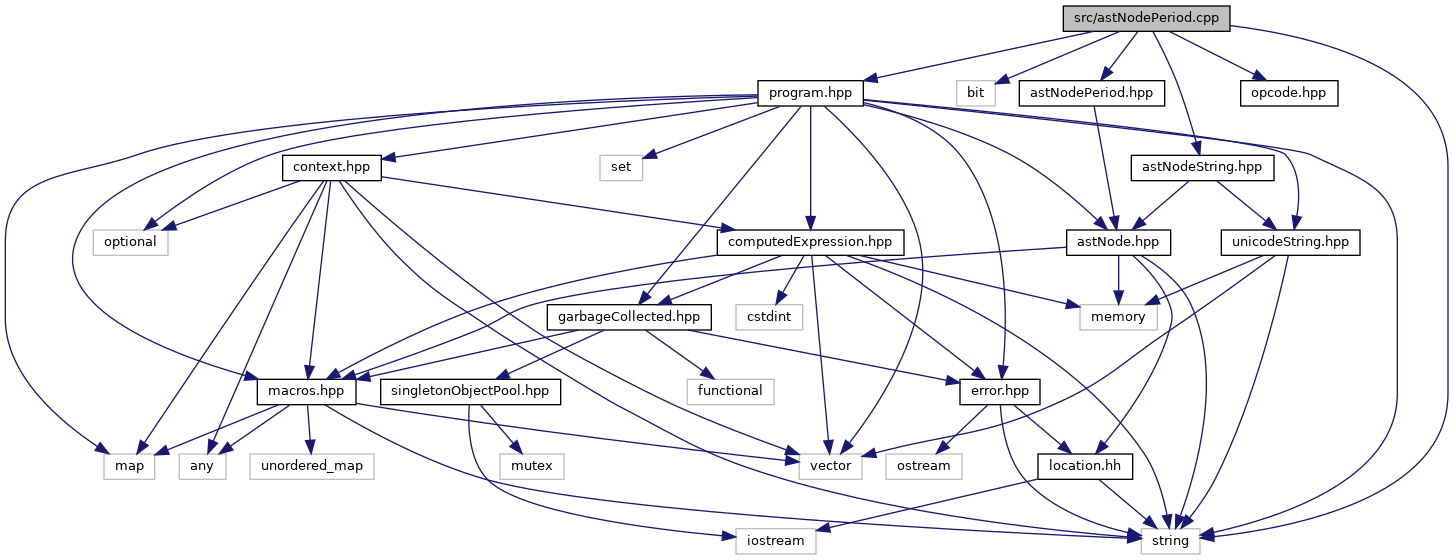 src/astNodePeriod.cpp
program.hpp
bit
astNodePeriod.hpp
opcode.hpp
context.hpp
set
astNodeString.hpp
optional
computedExpression.hpp
astNode.hpp
unicodeString.hpp
garbageCollected.hpp
cstdint
memory
macros.hpp
singletonObjectPool.hpp
functional
error.hpp
map
any
unordered_map
mutex
vector
ostream
location.hh
iostream
string